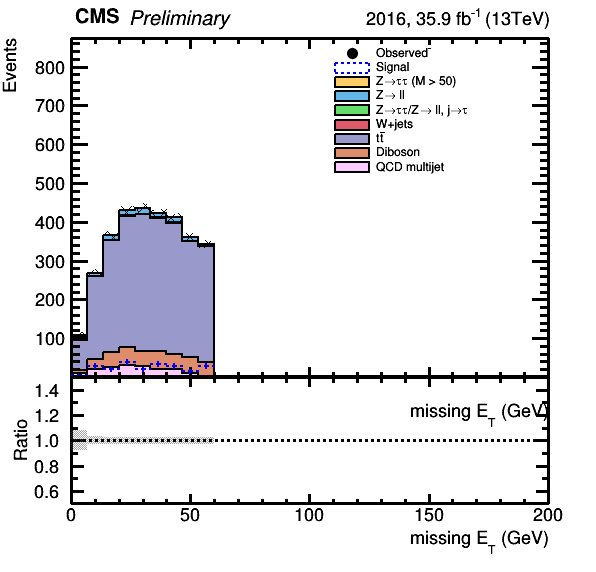 CMS Preliminary 2016, 35.9 fb⁻¹ (13TeV)
Events
800
700
600
500
400
300
200
100
Observed
Signal
Z→ττ (M > 50)
Z→ ll
Z→ττ/Z→ ll, j→τ
W+jets
tt̄
Diboson
QCD multijet
missing E_T (GeV)
Ratio
1.4
1.2
1.0
0.8
0.6
0 50 100 150 200
missing E_T (GeV)